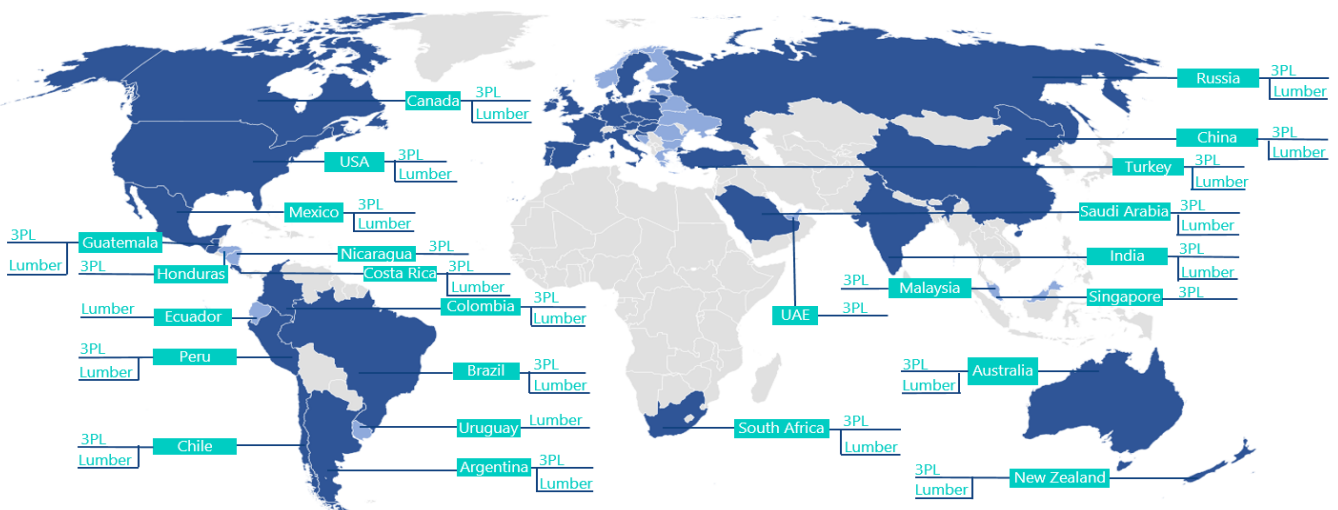 Canada
3PL
Lumber
USA
3PL
Lumber
Mexico
3PL
Lumber
Guatemala
3PL
Lumber
Nicaragua
3PL
Honduras
3PL
Costa Rica
3PL
Lumber
Colombia
3PL
Lumber
Ecuador
Lumber
Peru
3PL
Lumber
Brazil
3PL
Lumber
Uruguay
Lumber
Chile
3PL
Lumber
Argentina
3PL
Lumber
Russia
3PL
Lumber
China
3PL
Lumber
Turkey
3PL
Lumber
Saudi Arabia
3PL
Lumber
India
3PL
Lumber
Malaysia
3PL
Singapore
3PL
UAE
3PL
Australia
3PL
Lumber
South Africa
3PL
Lumber
New Zealand
3PL
Lumber